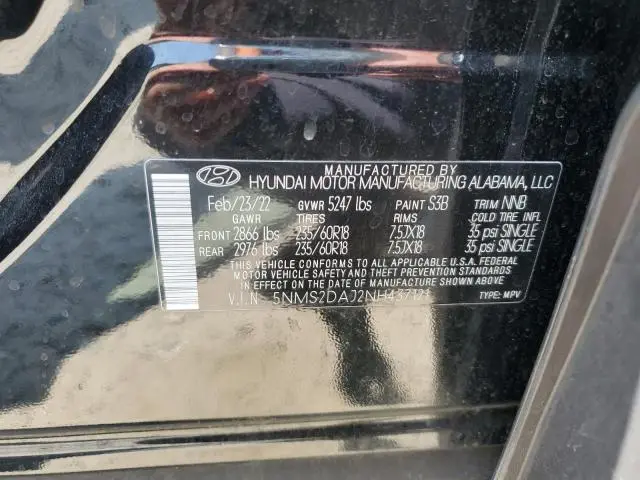 MANUFACTURED BY
HYUNDAI MOTOR MANUFACTURING ALABAMA, LLC
Feb/23/22 GVWR 5247 lbs PAINT S3B TRIM NNB
GAWR TIRES RIMS COLD TIRE INFL
FRONT 2866 lbs 235/60R18 7.5JX18 35 psi SINGLE
REAR 2976 lbs 235/60R18 7.5JX18 35 psi SINGLE
THIS VEHICLE CONFORMS TO ALL APPLICABLE U.S.A. FEDERAL
MOTOR VEHICLE SAFETY AND THEFT PREVENTION STANDARDS
IN EFFECT ON THE DATE OF MANUFACTURE SHOWN ABOVE.
V.I.N 5NMS2DAJ2NH437121 TYPE: MPV